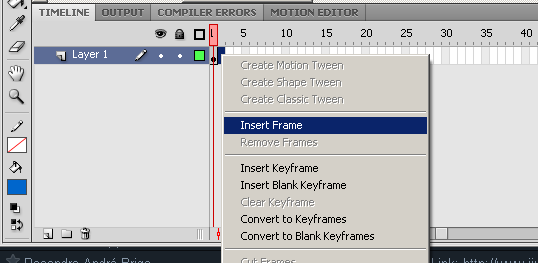 TIMELINE OUTPUT COMPILER ERRORS MOTION EDITOR
1 5 10 15 20 25 30 35 40
Layer 1
Create Motion Tween
Create Shape Tween
Create Classic Tween
Insert Frame
Remove Frames
Insert Keyframe
Insert Blank Keyframe
Clear Keyframe
Convert to Keyframes
Convert to Blank Keyframes
Cut Frames
Link: http://www